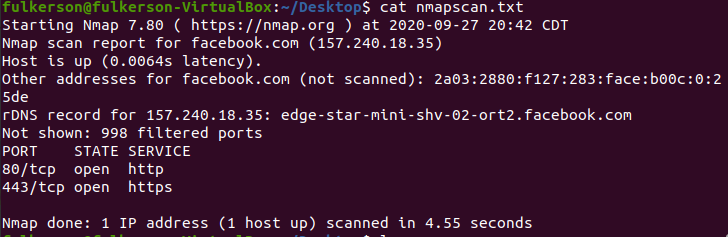 fulkerson@fulkerson-VirtualBox:~/Desktop$ cat nmapscan.txt
Starting Nmap 7.80 ( https://nmap.org ) at 2020-09-27 20:42 CDT
Nmap scan report for facebook.com (157.240.18.35)
Host is up (0.0064s latency).
Other addresses for facebook.com (not scanned): 2a03:2880:f127:283:face:b00c:0:2
5de
rDNS record for 157.240.18.35: edge-star-mini-shv-02-ort2.facebook.com
Not shown: 998 filtered ports
PORT    STATE SERVICE
80/tcp  open  http
443/tcp open  https
Nmap done: 1 IP address (1 host up) scanned in 4.55 seconds